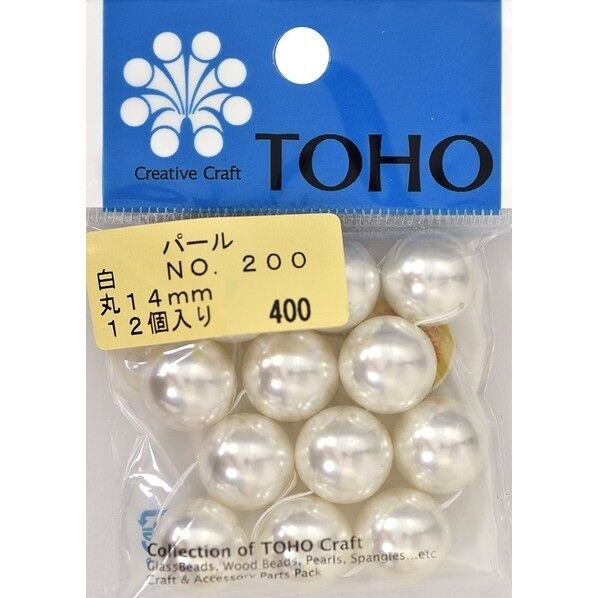 Creative Craft
TOHO
パール
白 NO. 200
丸14mm
12個入り 400
Collection of TOHO Craft
GlassBeads, Wood Beads, Pearls, Spangles...etc
Craft & Accessory Parts Pack